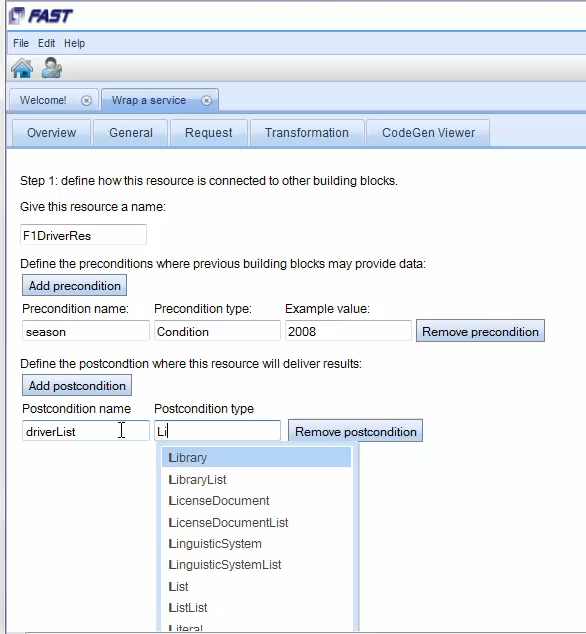 FAST
File Edit Help
Welcome! Wrap a service
Overview General Request Transformation CodeGen Viewer
Step 1: define how this resource is connected to other building blocks.
Give this resource a name:
F1DriverRes
Define the preconditions where previous building blocks may provide data:
Add precondition
Precondition name: Precondition type: Example value:
season Condition 2008 Remove precondition
Define the postcondtion where this resource will deliver results:
Add postcondition
Postcondition name Postcondition type
driverList Li Remove postcondition
Library
LibraryList
LicenseDocument
LicenseDocumentList
LinguisticSystem
LinguisticSystemList
List
ListList
Literal